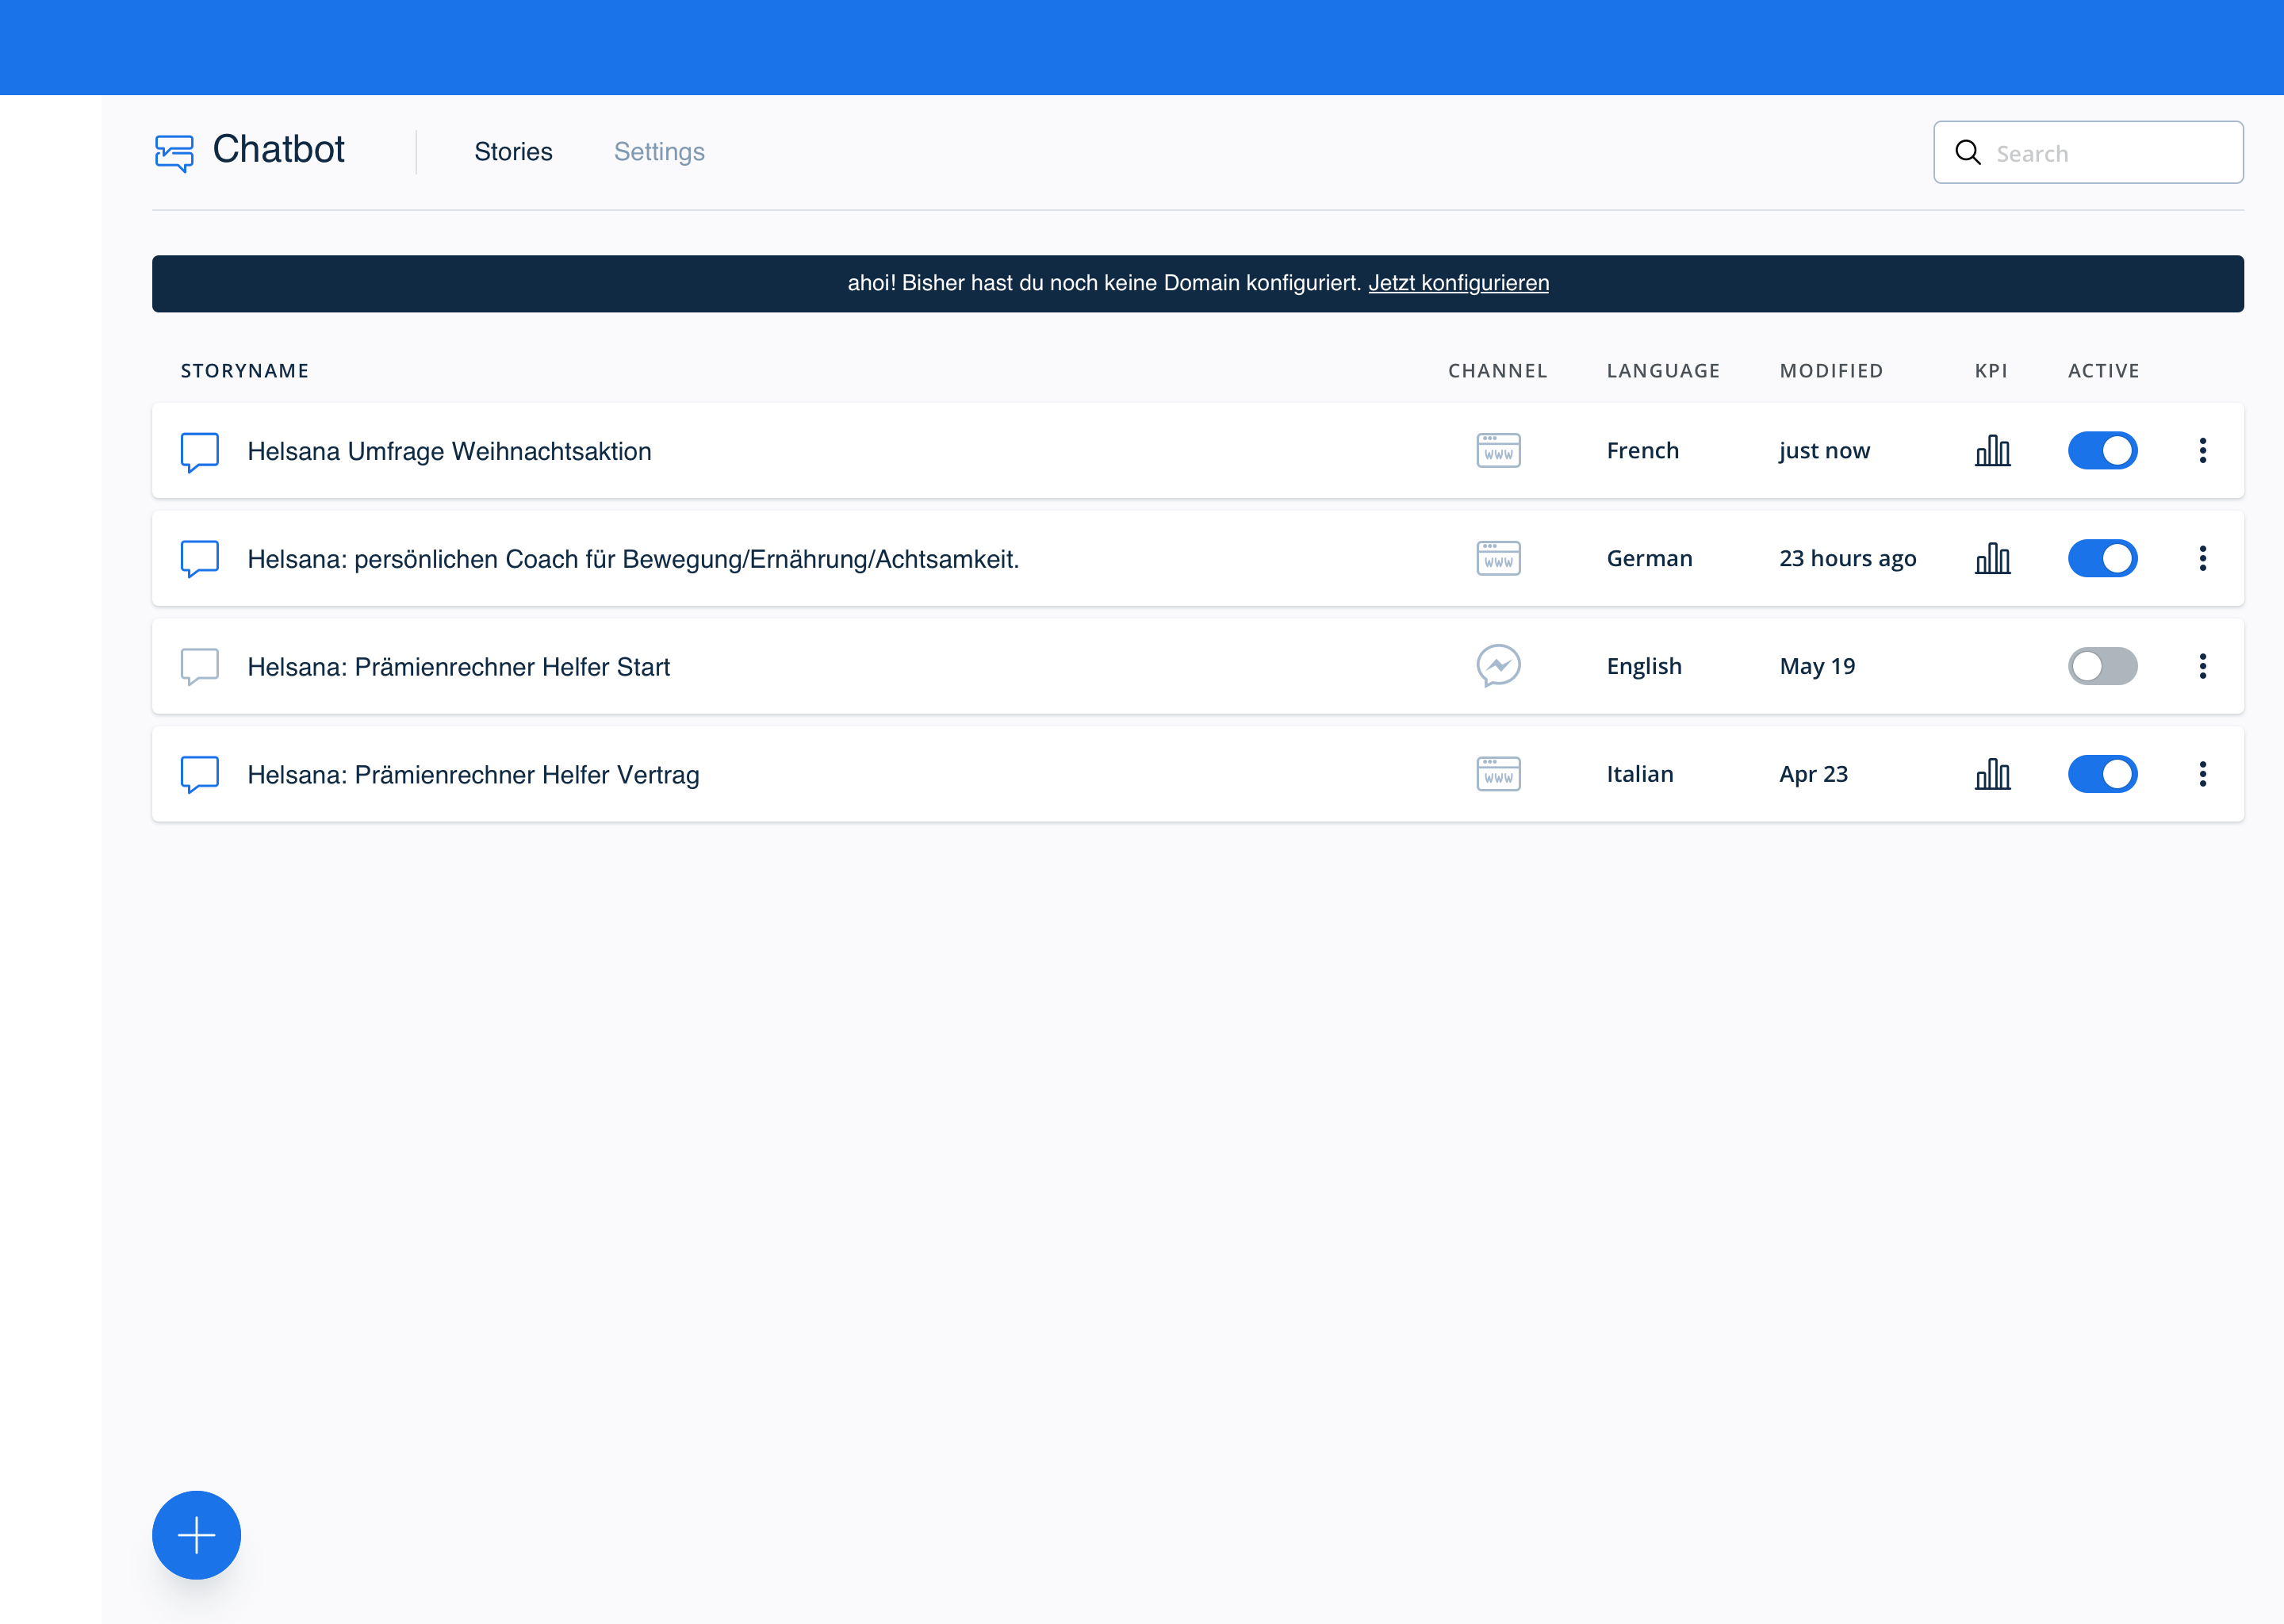 Chatbot Stories Settings Search
ahoi! Bisher hast du noch keine Domain konfiguriert. Jetzt konfigurieren
STORYNAME CHANNEL LANGUAGE MODIFIED KPI ACTIVE
Helsana Umfrage Weihnachtsaktion WWW French just now
Helsana: persönlichen Coach für Bewegung/Ernährung/Achtsamkeit. WWW German 23 hours ago
Helsana: Prämienrechner Helfer Start English May 19
Helsana: Prämienrechner Helfer Vertrag WWW Italian Apr 23